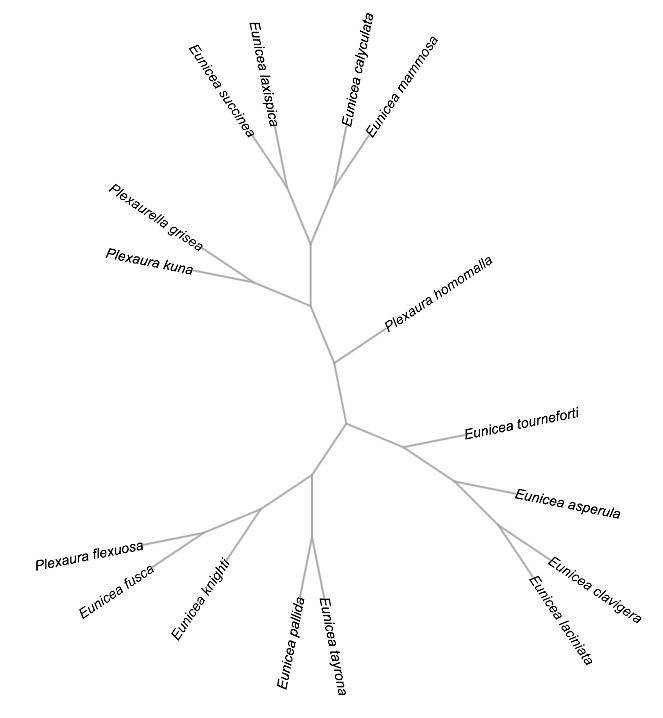 Eunicea succinea
Eunicea laxispica
Eunicea calyculata
Eunicea mammosa
Plexaurella grisea
Plexaura kuna
Plexaura homomalla
Eunicea tourneforti
Eunicea asperula
Eunicea clavigera
Eunicea laciniata
Plexaura flexuosa
Eunicea fusca
Eunicea knighti
Eunicea pallida
Eunicea tayrona